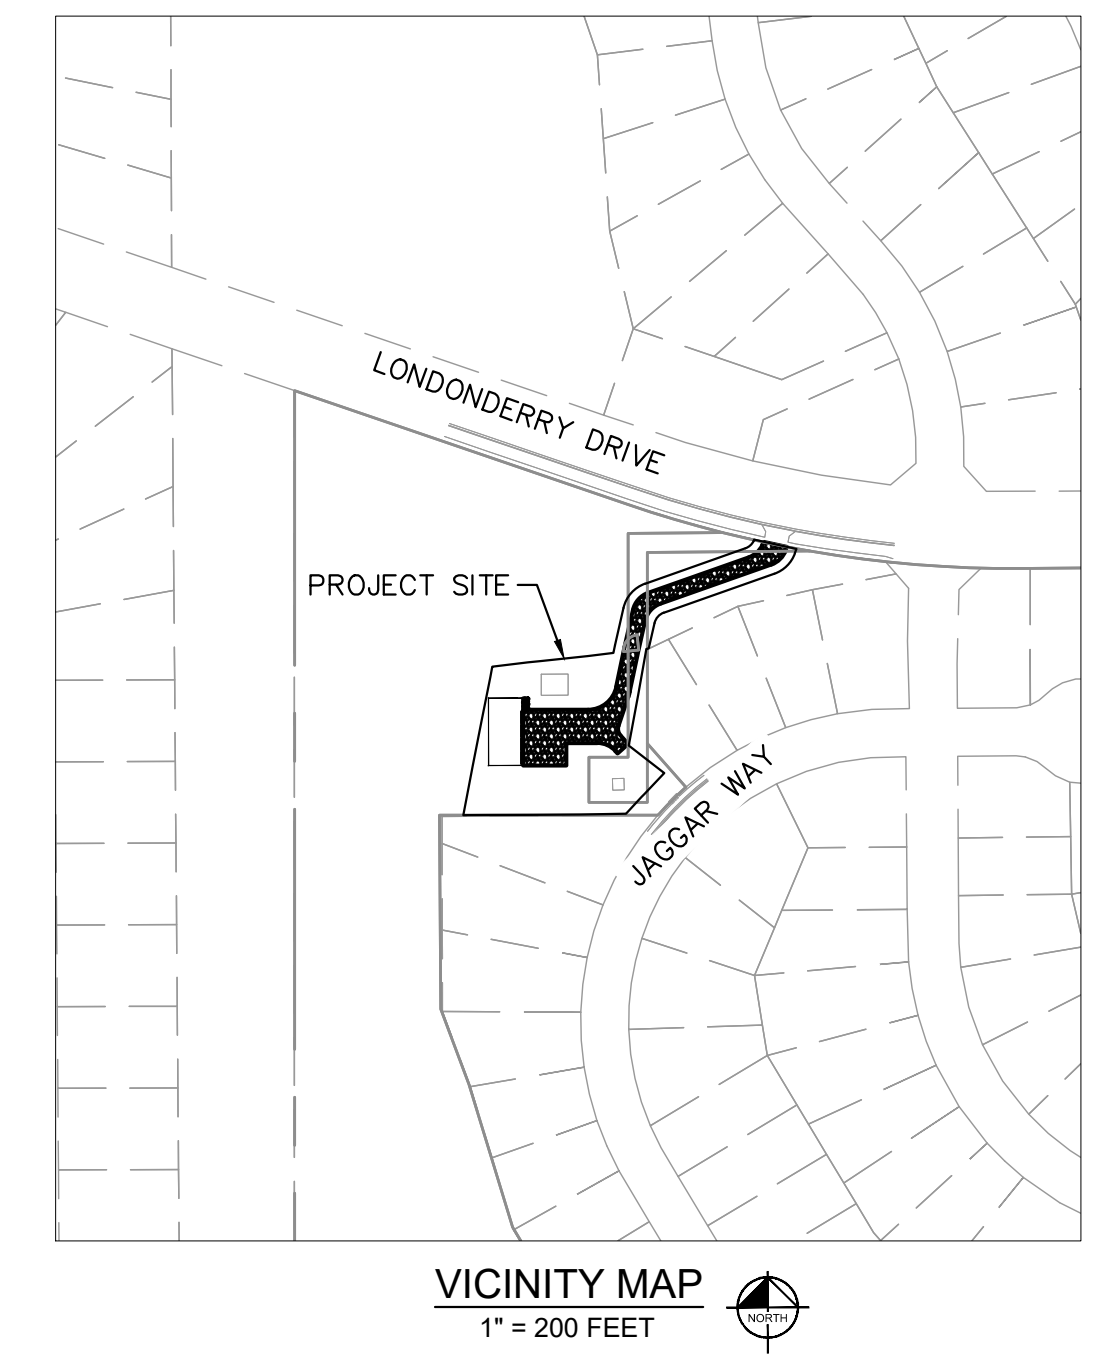 LONDONDERRY DRIVE
PROJECT SITE
JAGGAR WAY
VICINITY MAP
1" = 200 FEET
NORTH